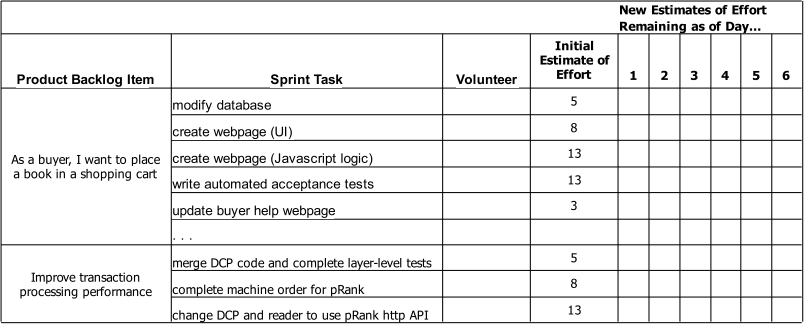 New Estimates of Effort
Remaining as of Day...
Product Backlog Item Sprint Task Volunteer Initial Estimate of Effort 1 2 3 4 5 6
As a buyer, I want to place
a book in a shopping cart
modify database 5
create webpage (UI) 8
create webpage (Javascript logic) 13
write automated acceptance tests 13
update buyer help webpage 3
. . .
Improve transaction
processing performance
merge DCP code and complete layer-level tests 5
complete machine order for pRank 8
change DCP and reader to use pRank http API 13